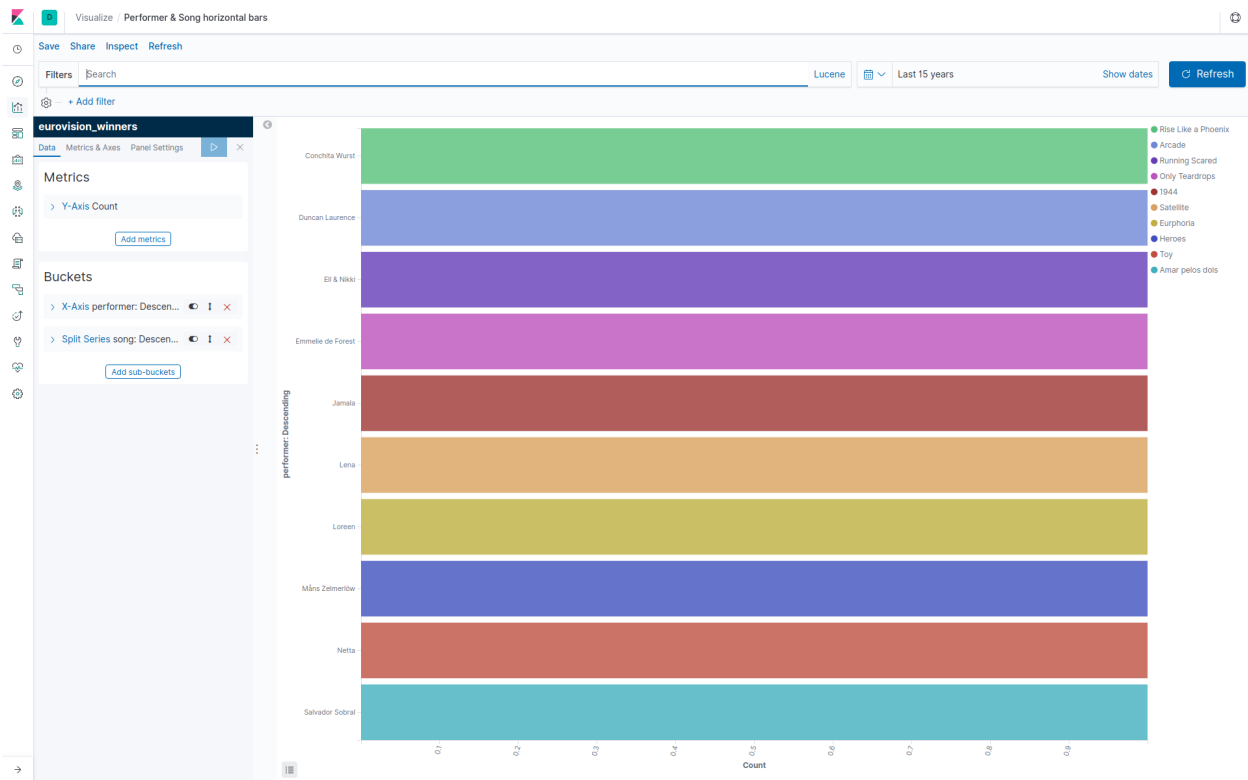 D
Visualize / Performer & Song horizontal bars
Save Share Inspect Refresh
Filters Search Lucene Last 15 years Show dates Refresh
+ Add filter
eurovision_winners
Data Metrics & Axes Panel Settings
Metrics
Y-Axis Count
Add metrics
Buckets
X-Axis performer: Descen...
Split Series song: Descen...
Add sub-buckets
performer: Descending
Conchita Wurst
Duncan Laurence
Ell & Nikki
Emmelie de Forest
Jamala
Lena
Loreen
Måns Zelmerlöw
Netta
Salvador Sobral
0.1 0.2 0.3 0.4 0.5 0.6 0.7 0.8 0.9
Count
Rise Like a Phoenix
Arcade
Running Scared
Only Teardrops
1944
Satellite
Eurphoria
Heroes
Toy
Amar pelos dois